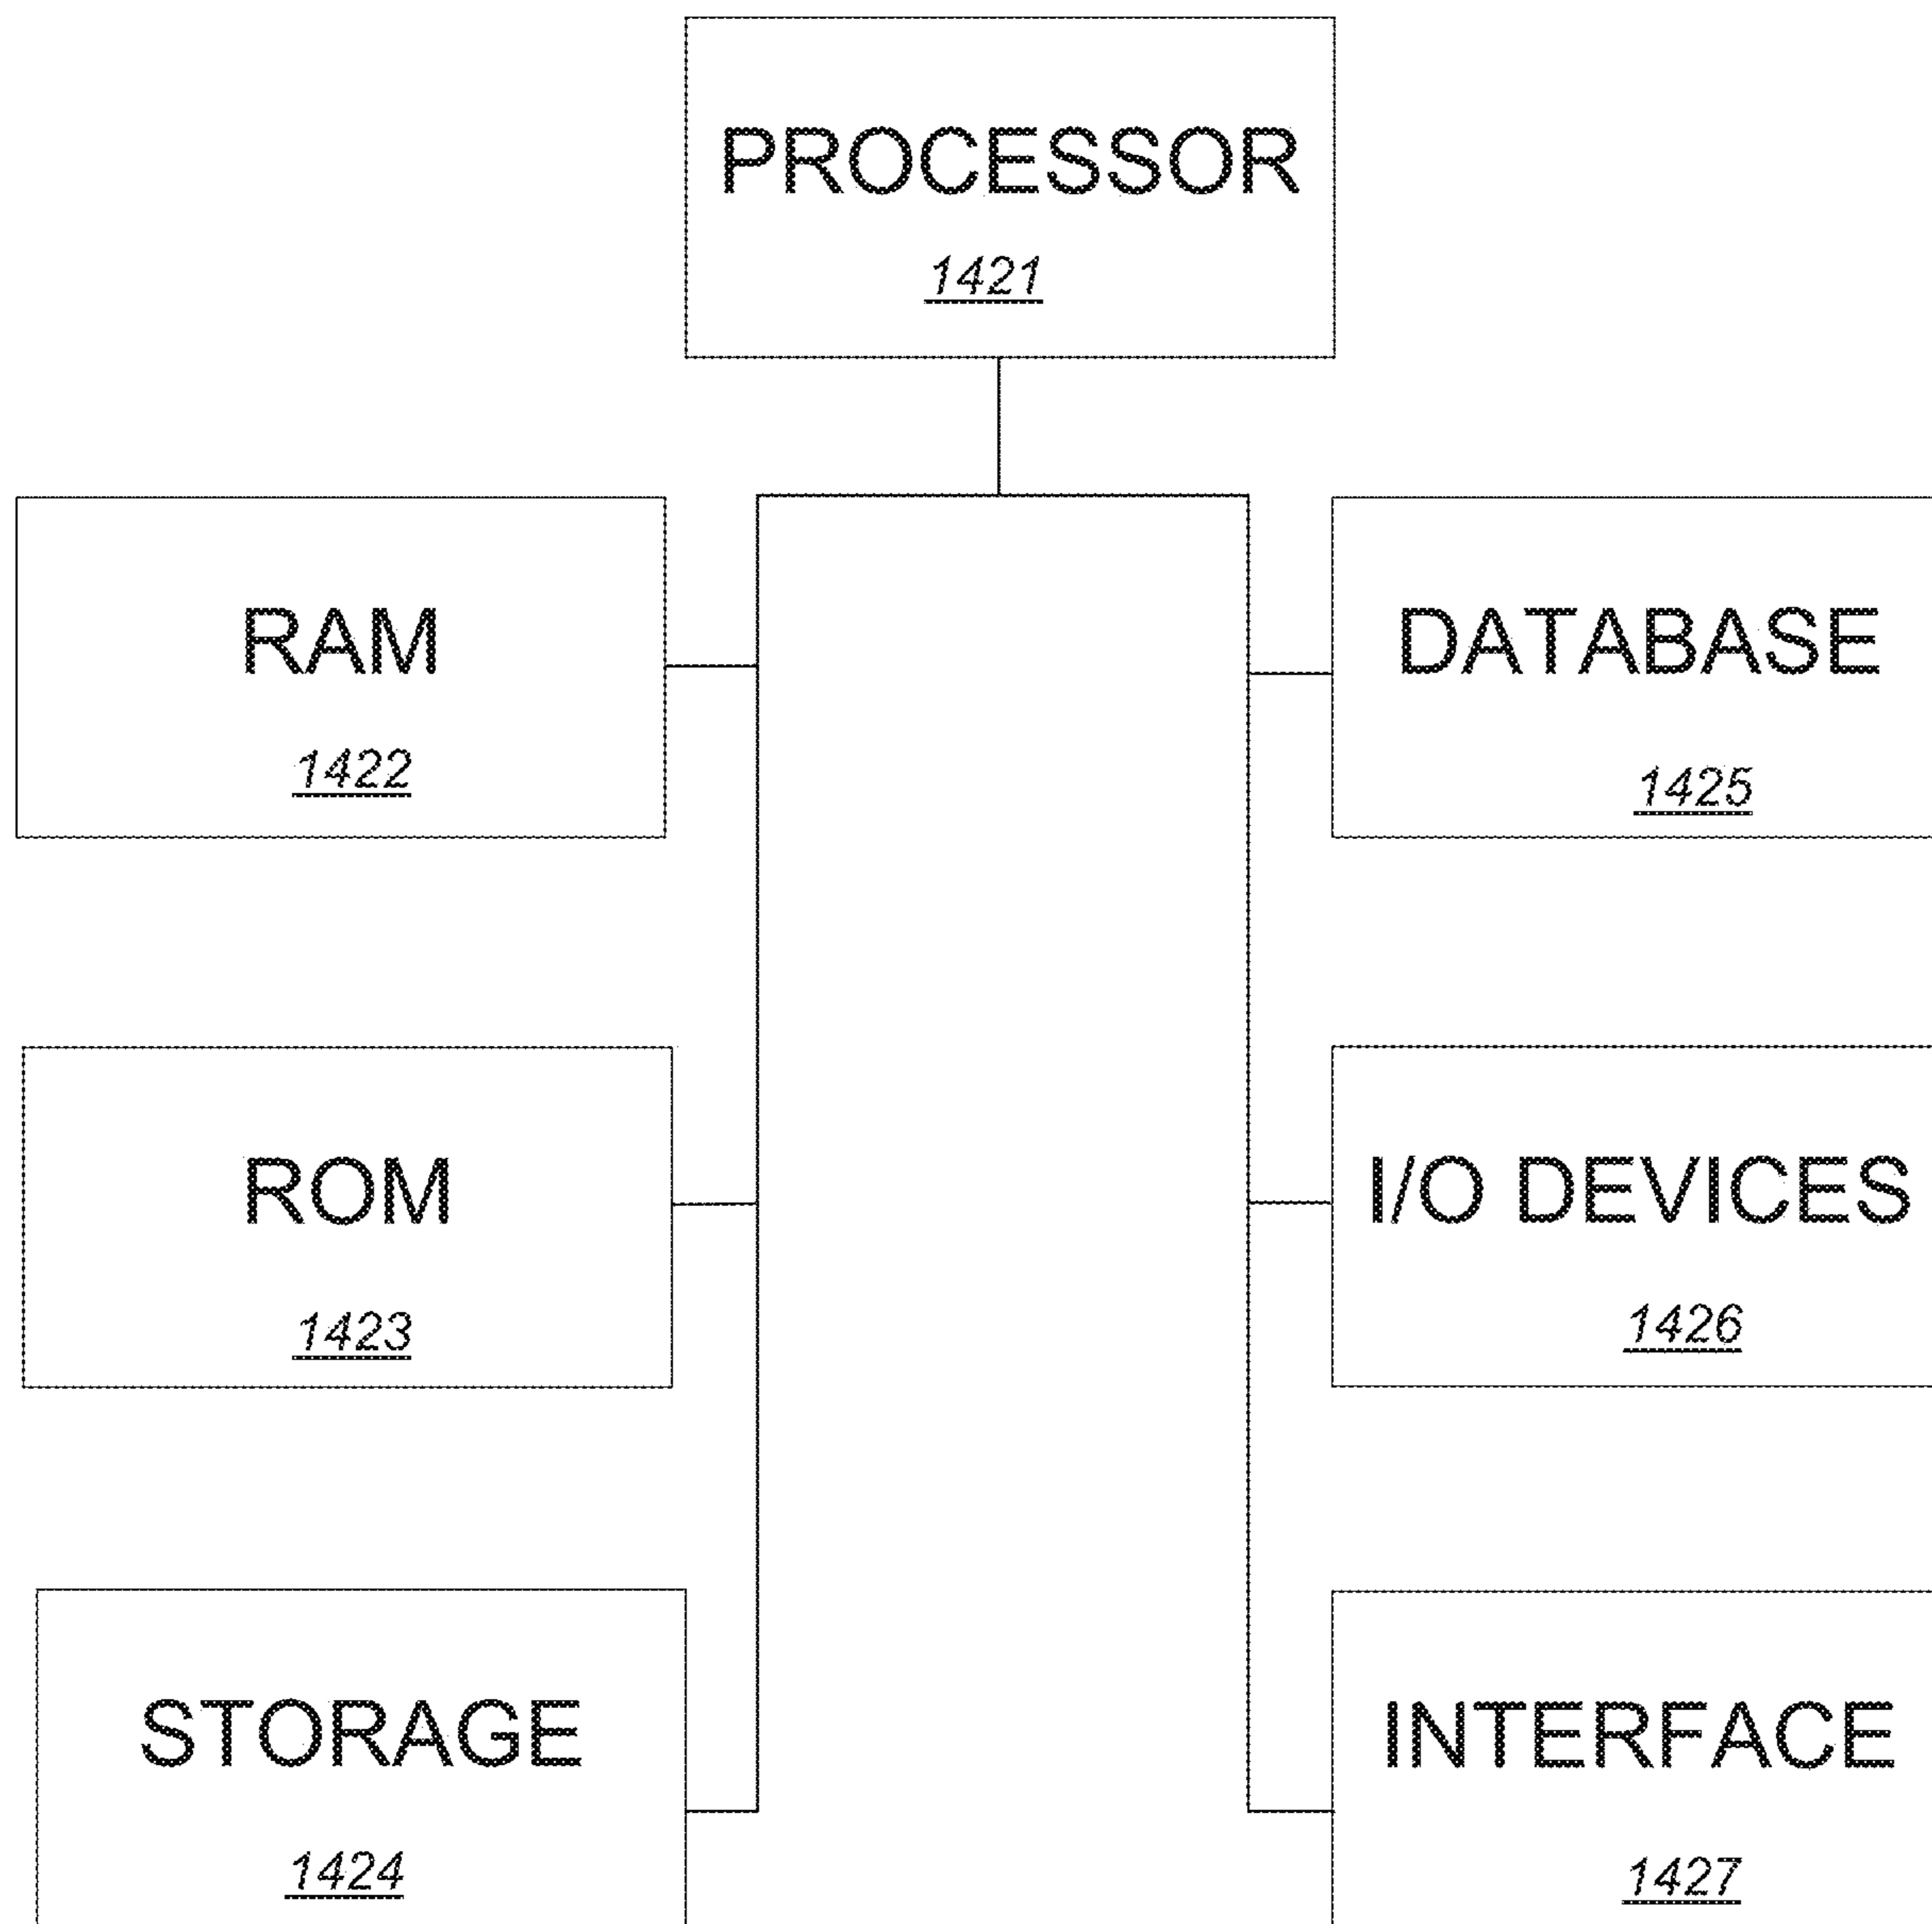 PROCESSOR
1421
RAM
1422
DATABASE
1425
ROM
1423
I/O DEVICES
1426
STORAGE
1424
INTERFACE
1427